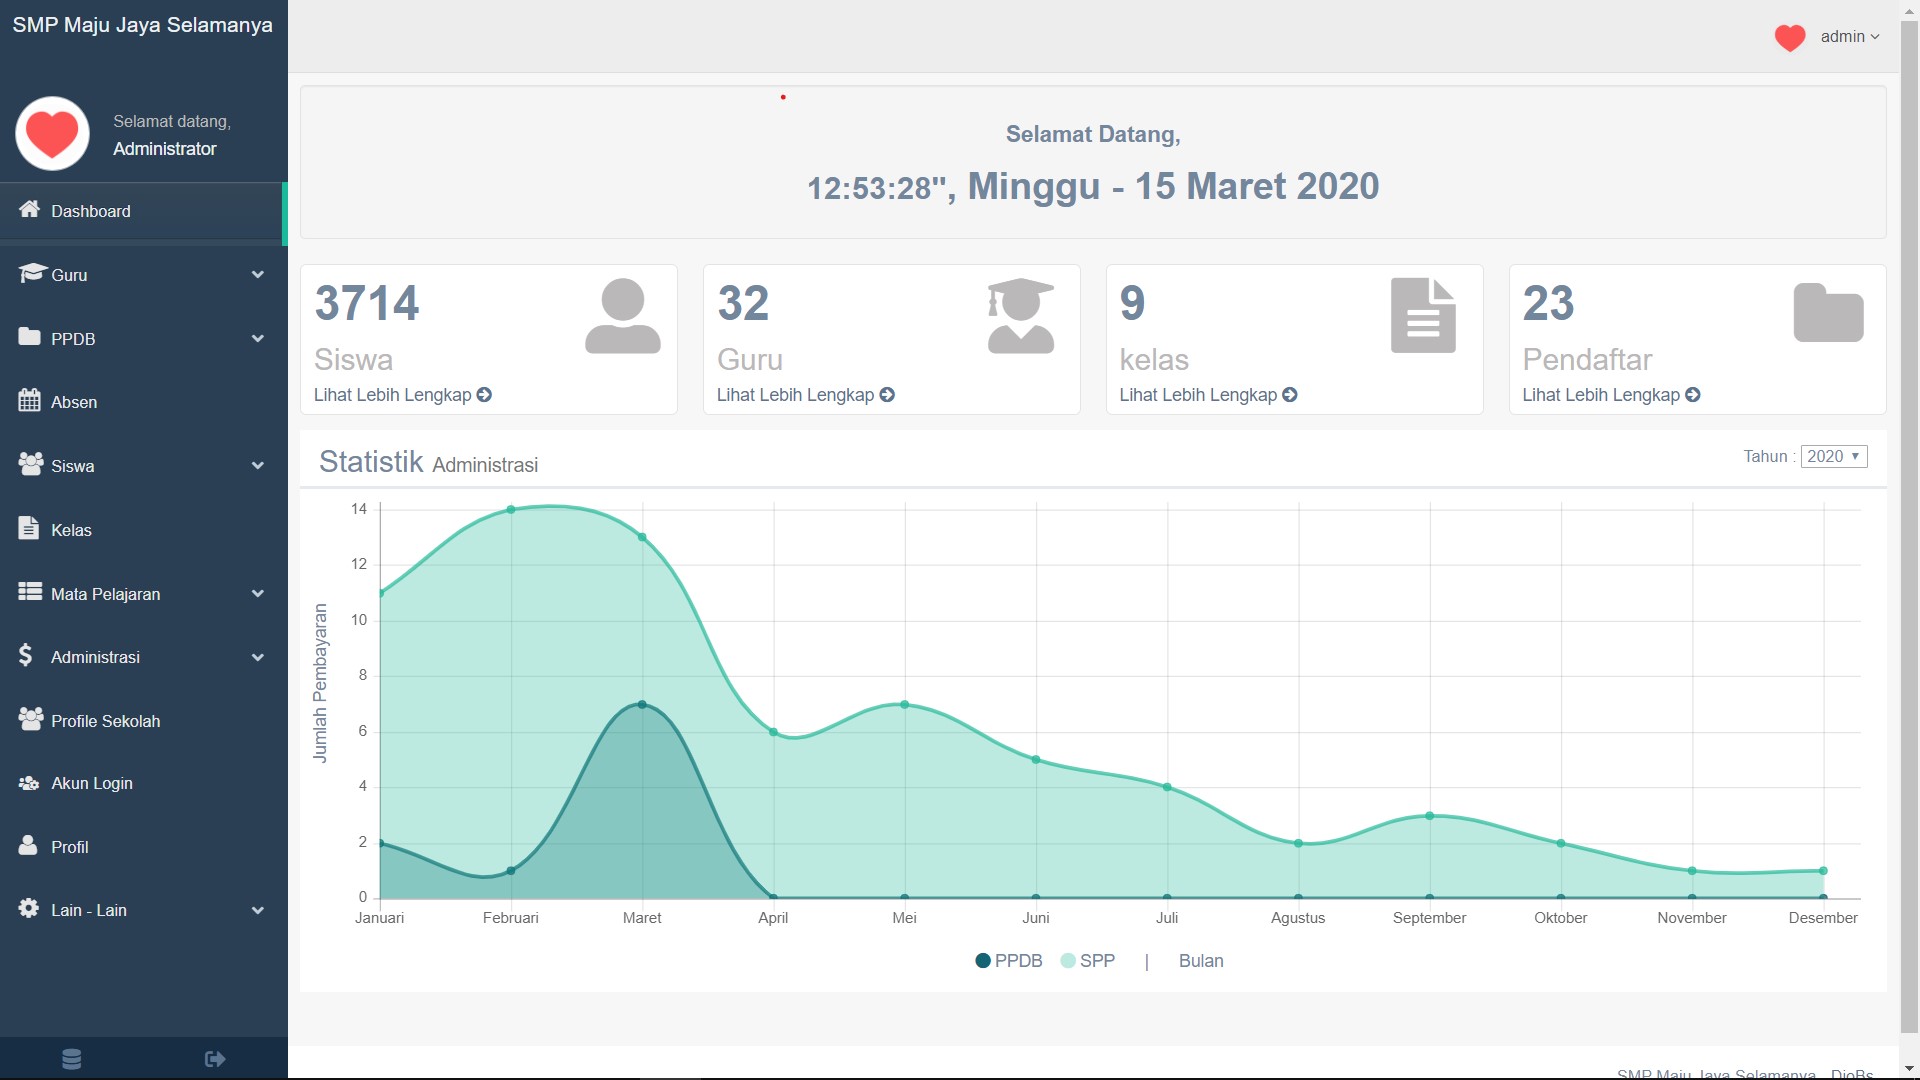 SMP Maju Jaya Selamanya
admin
Selamat datang,
Administrator
Dashboard
Guru
PPDB
Absen
Siswa
Kelas
Mata Pelajaran
Administrasi
Profile Sekolah
Akun Login
Profil
Lain - Lain
Selamat Datang,
12:53:28", Minggu - 15 Maret 2020
3714
Siswa
Lihat Lebih Lengkap
32
Guru
Lihat Lebih Lengkap
9
kelas
Lihat Lebih Lengkap
23
Pendaftar
Lihat Lebih Lengkap
Statistik Administrasi
Tahun : 2020
Jumlah Pembayaran
14
12
10
8
6
4
2
0
Januari Februari Maret April Mei Juni Juli Agustus September Oktober November Desember
PPDB SPP | Bulan
SMP Maju Jaya Selamanya DioBs